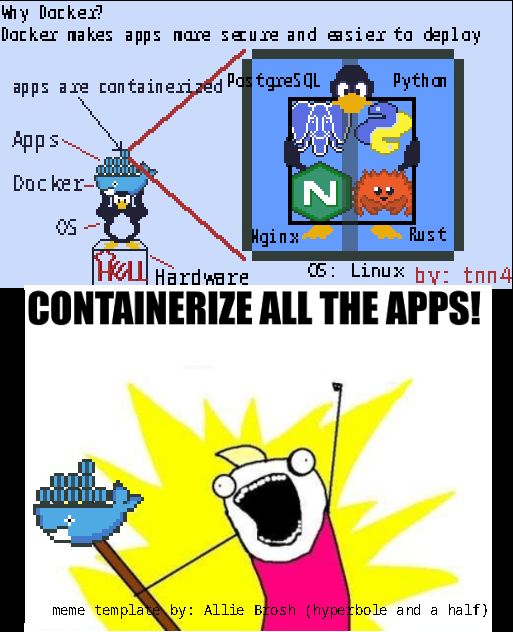 Why Docker?
Docker makes apps more secure and easier to deploy
apps are containerized
PostgreSQL
Python
Apps
Docker
OS
N
Nginx
Rust
HELL
Hardware
OS: Linux
by: tnn4
CONTAINERIZE ALL THE APPS!
meme template by: Allie Brosh (hyperbole and a half)